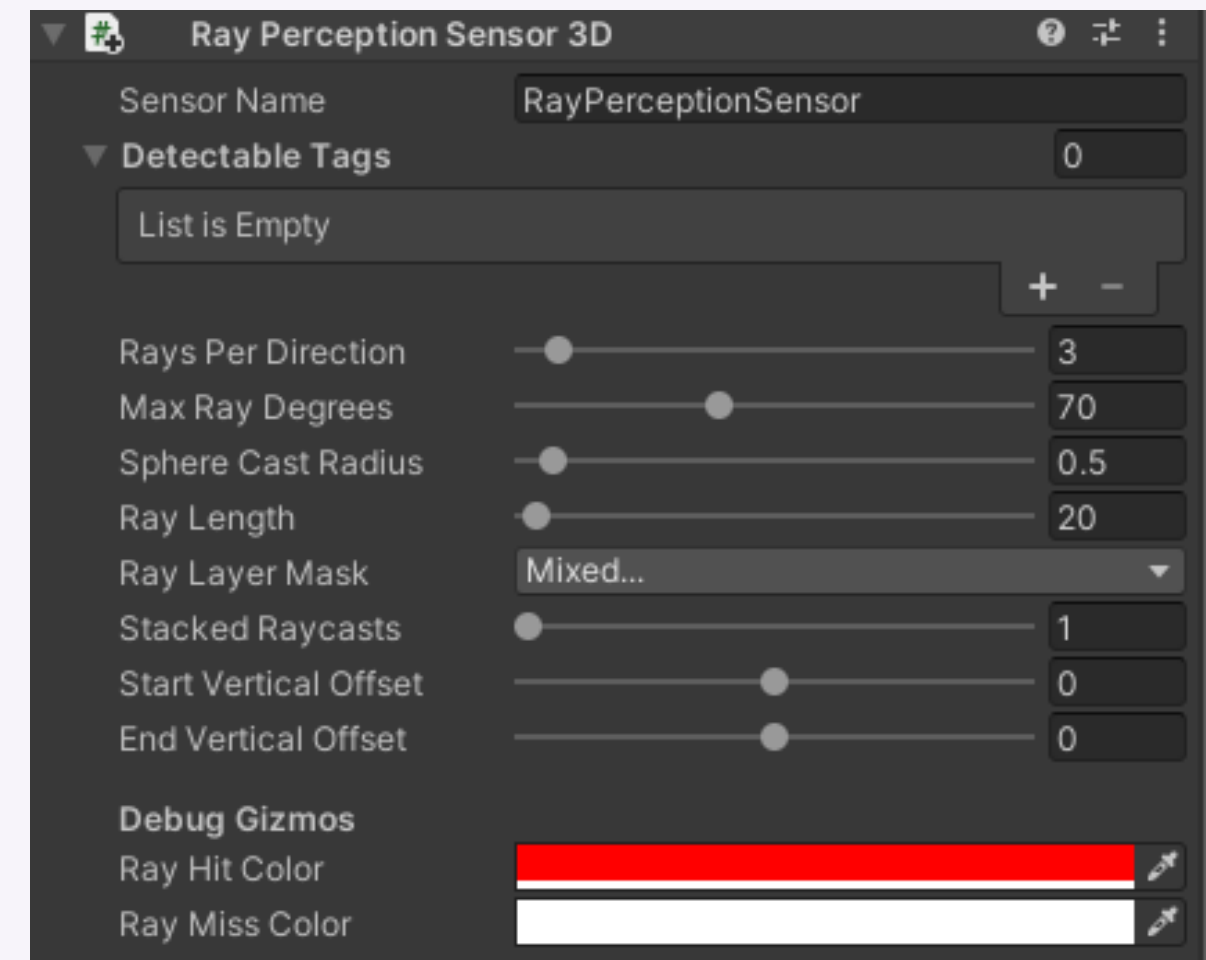 Ray Perception Sensor 3D
Sensor Name RayPerceptionSensor
Detectable Tags 0
List is Empty
Rays Per Direction 3
Max Ray Degrees 70
Sphere Cast Radius 0.5
Ray Length 20
Ray Layer Mask Mixed...
Stacked Raycasts 1
Start Vertical Offset 0
End Vertical Offset 0
Debug Gizmos
Ray Hit Color
Ray Miss Color